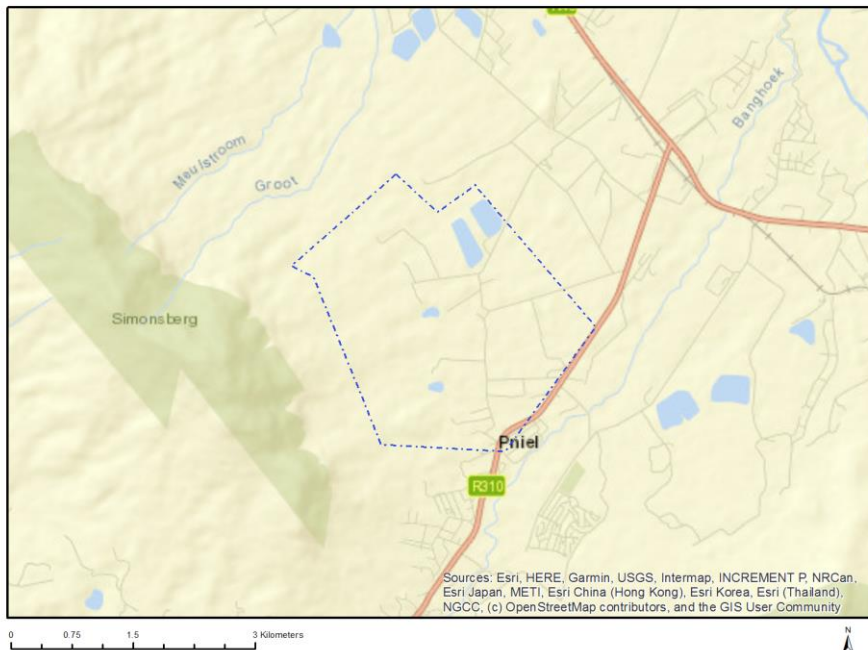 Banghoek
Meulstroom
Groot
Simonsberg
Pniel
R310
Sources: Esri, HERE, Garmin, USGS, Intermap, INCREMENT P, NRCan,
Esri Japan, METI, Esri China (Hong Kong), Esri Korea, Esri (Thailand),
NGCC, (c) OpenStreetMap contributors, and the GIS User Community
0 0.75 1.5 3 Kilometers
N